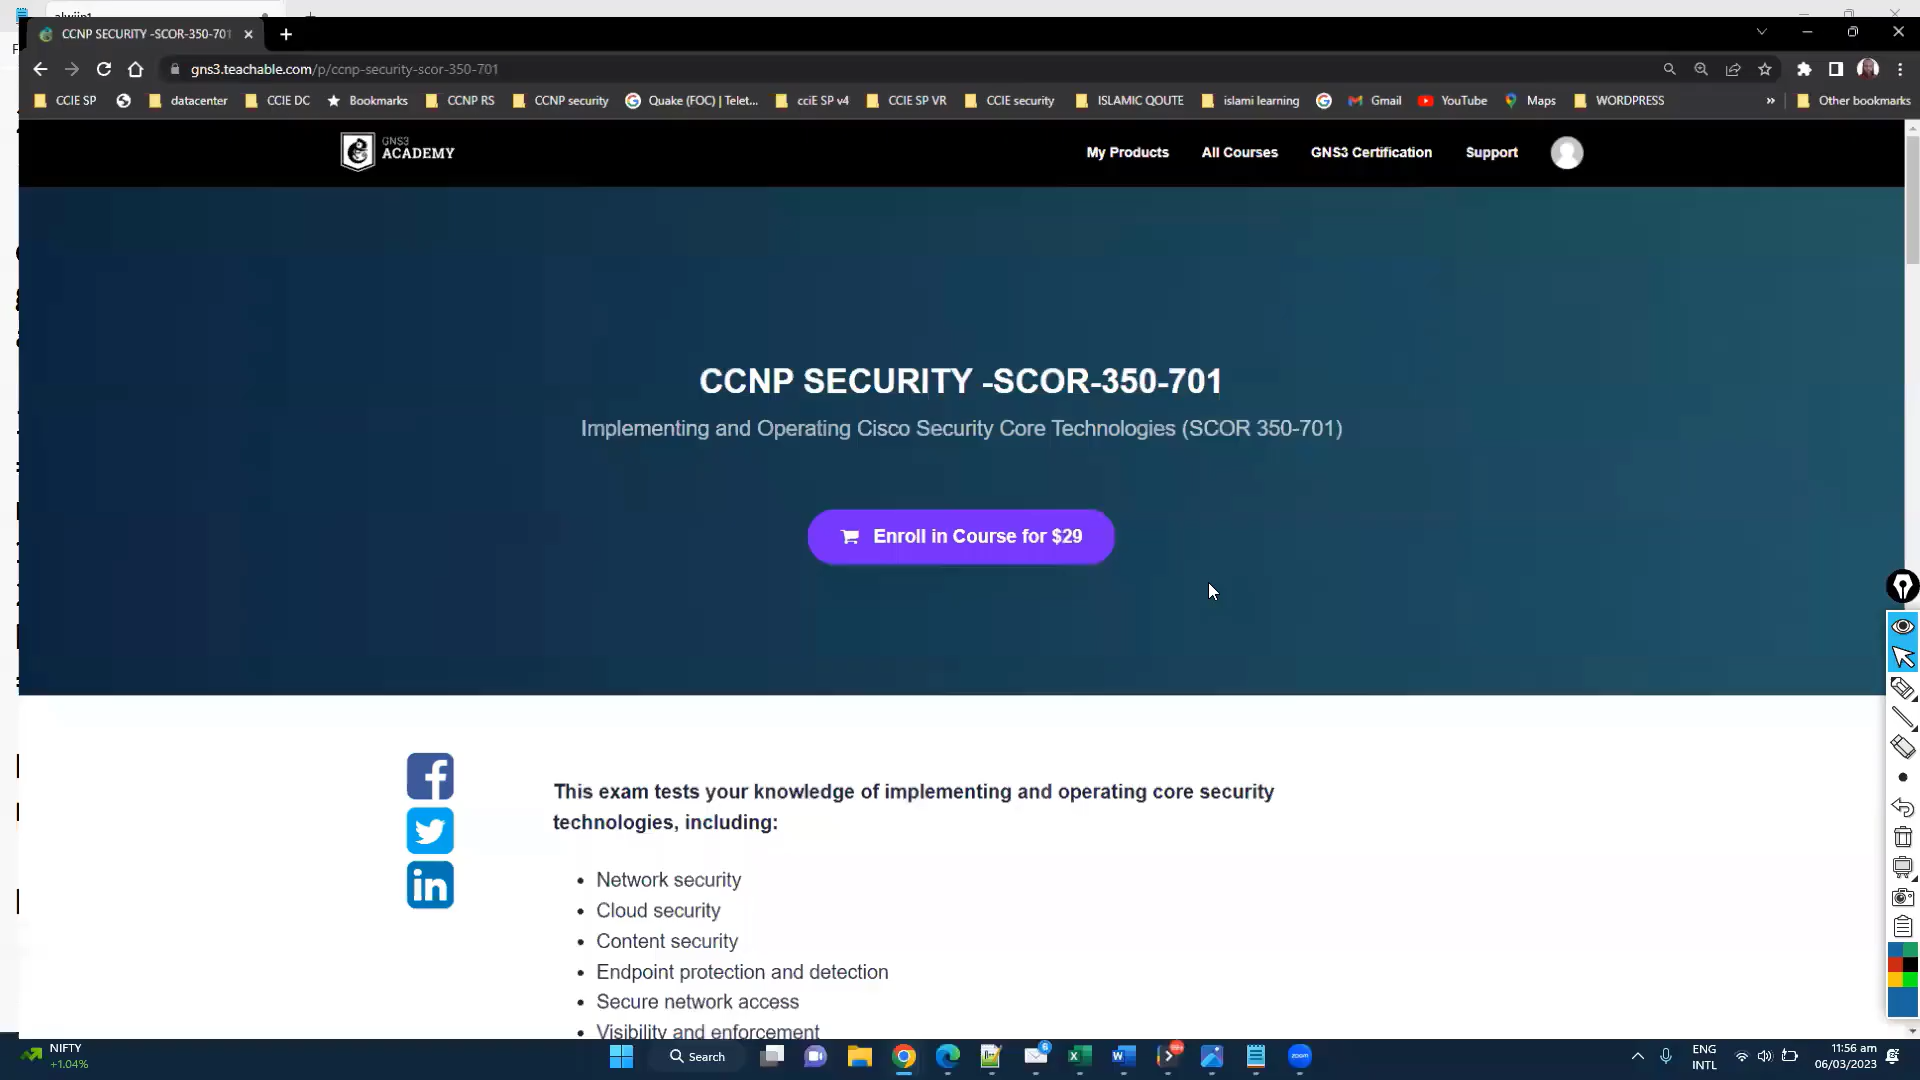 alwiin1
CCNP SECURITY -SCOR-350-701
gns3.teachable.com/p/ccnp-security-scor-350-701
CCIE SP
datacenter
CCIE DC
Bookmarks
CCNP RS
CCNP security
Quake (FOC) | Telet...
cciE SP v4
CCIE SP VR
CCIE security
ISLAMIC QOUTE
islami learning
Gmail
YouTube
Maps
WORDPRESS
»
Other bookmarks
GNS3
ACADEMY
My Products
All Courses
GNS3 Certification
Support
CCNP SECURITY -SCOR-350-701
Implementing and Operating Cisco Security Core Technologies (SCOR 350-701)
Enroll in Course for $29
This exam tests your knowledge of implementing and operating core security
technologies, including:
• Network security
• Cloud security
• Content security
• Endpoint protection and detection
• Secure network access
• Visibility and enforcement
NIFTY
+1.04%
Search
99+
zoom
ENG
INTL
11:56 am
06/03/2023